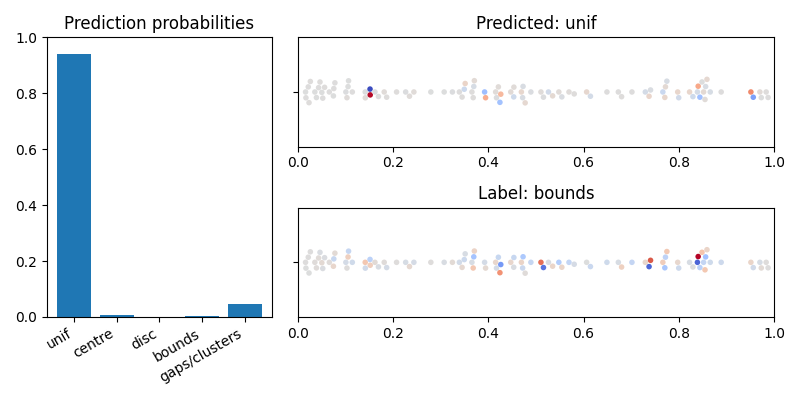 Prediction probabilities
1.0
0.8
0.6
0.4
0.2
0.0
unif
centre
disc
bounds
gaps/clusters
Predicted: unif
0.0 0.2 0.4 0.6 0.8 1.0
Label: bounds
0.0 0.2 0.4 0.6 0.8 1.0